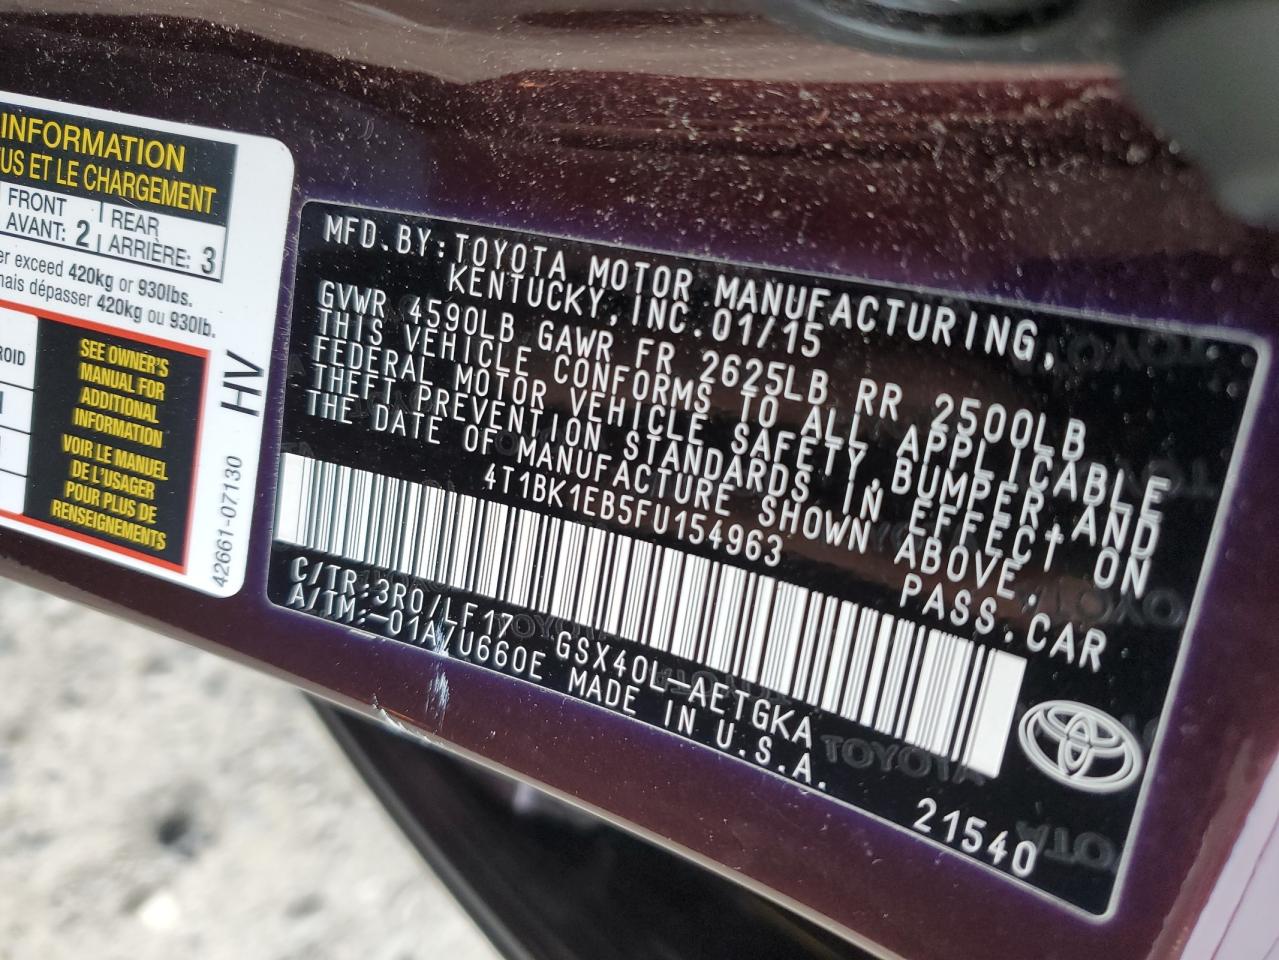 INFORMATION
US ET LE CHARGEMENT
FRONT
AVANT: 2
REAR
ARRIÈRE: 3
er exceed 420kg or 930lbs.
mais dépasser 420kg ou 930lb.
ROID
SEE OWNER'S
MANUAL FOR
ADDITIONAL
INFORMATION
VOIR LE MANUEL
DE L'USAGER
POUR PLUS DE
RENSEIGNEMENTS
HV
42661-07130
MFD.BY:TOYOTA MOTOR MANUFACTURING,
KENTUCKY,INC.01/15
GVWR 4590LB GAWR FR 2625LB RR 2500LB
THIS VEHICLE CONFORMS TO ALL APPLICABLE
FEDERAL MOTOR VEHICLE SAFETY,BUMPER AND
THEFT PREVENTION STANDARDS IN EFFECT ON
THE DATE OF MANUFACTURE SHOWN ABOVE.
4T1BK1EB5FU154963 PASS.CAR
C/TR:3R0/LF17 GSX40L-AETGKA
A/TM:-01A/U660E MADE IN U.S.A.
TOYOTA
21540